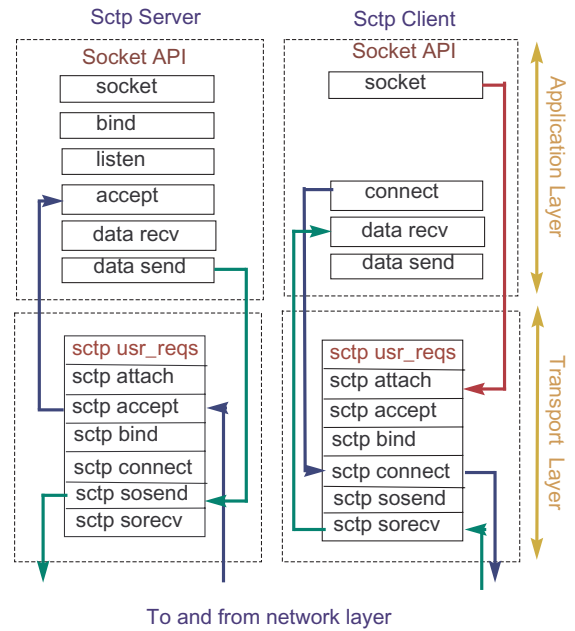 Sctp Server
Socket API
socket
bind
listen
accept
data recv
data send
sctp usr_reqs
sctp attach
sctp accept
sctp bind
sctp connect
sctp sosend
sctp sorecv
Sctp Client
Socket API
socket
connect
data recv
data send
sctp usr_reqs
sctp attach
sctp accept
sctp bind
sctp connect
sctp sosend
sctp sorecv
Application Layer
Transport Layer
To and from network layer